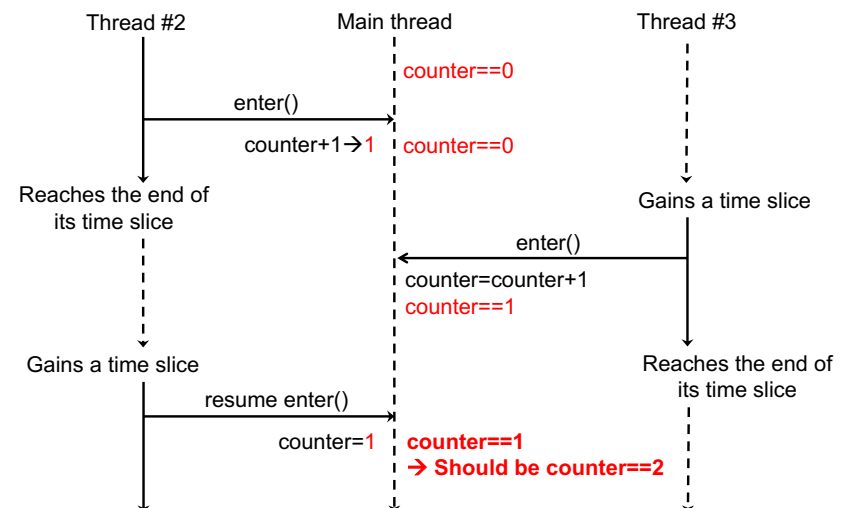 Thread #2
Main thread
Thread #3
counter==0
enter()
counter+1→1
counter==0
Reaches the end of
its time slice
Gains a time slice
enter()
counter=counter+1
counter==1
Gains a time slice
Reaches the end of
its time slice
resume enter()
counter=1
counter==1
→ Should be counter==2